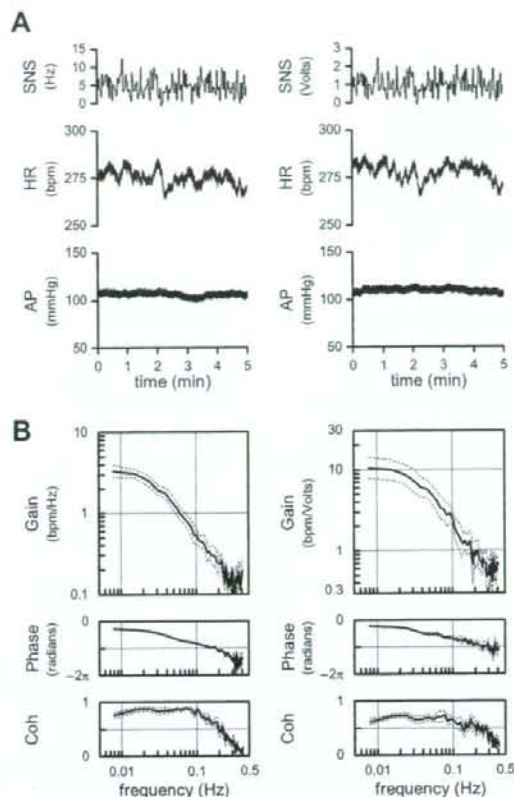 A
SNS
(Hz)
15
10
5
0
SNS
(Volts)
3
2
1
0
HR
(bpm)
300
275
250
HR
(bpm)
300
275
250
AP
(mmHg)
150
100
50
AP
(mmHg)
150
100
50
0 1 2 3 4 5
time (min)
0 1 2 3 4 5
time (min)
B
Gain
(bpm/Hz)
10
1
0.1
Gain
(bpm/Volts)
30
10
1
0.3
Phase
(radians)
0
−2π
Phase
(radians)
0
−2π
Coh
1
0
Coh
1
0
0.01 0.1 0.5
frequency (Hz)
0.01 0.1 0.5
frequency (Hz)